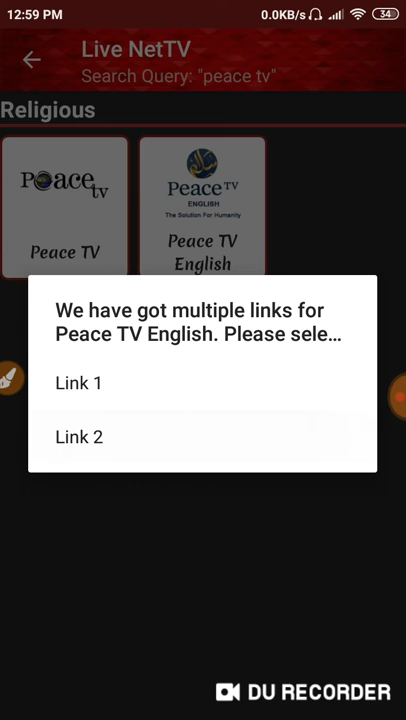 12:59 PM
0.0KB/s
34
Live NetTV
Search Query: "peace tv"
Religious
Peace tv
Peace TV
Peace TV
ENGLISH
The Solution For Humanity
Peace TV
English
We have got multiple links for
Peace TV English. Please sele...
Link 1
Link 2
DU RECORDER